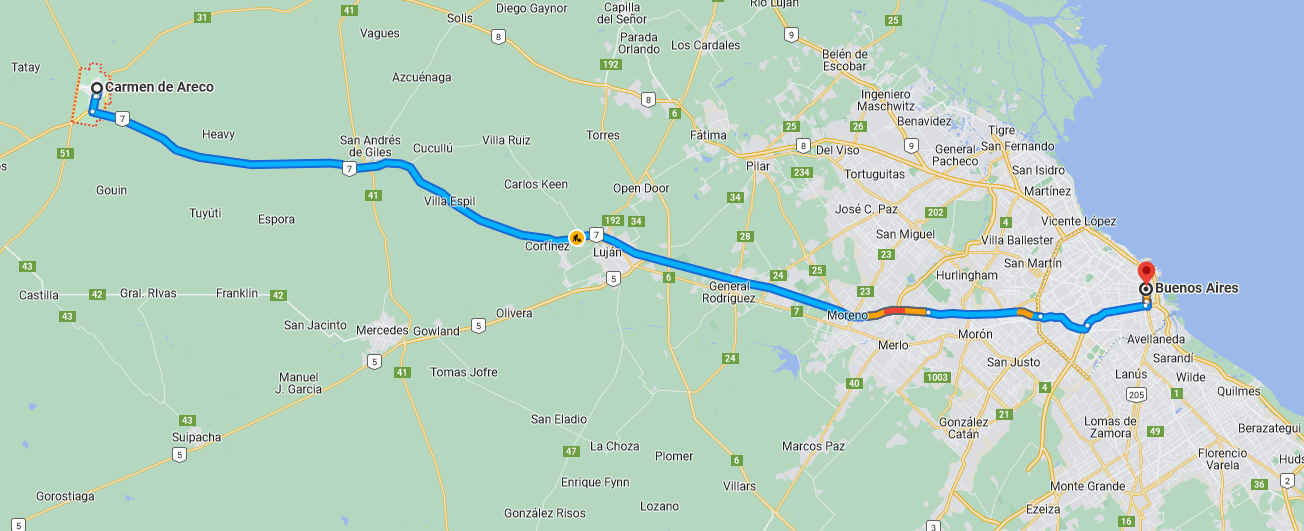 Río Luján
Diego Gaynor
Capilla
del Señor
31
41
Solis
25
Vagues
8
9
Parada
Orlando
Los Cardales
Belén de
Escobar
Tatay
192
Azcuénaga
Carmen de Areco
8
Ingeniero
Maschwitz
6
7
Benavidez
25
26
Tigre
Heavy
Torres
Fátima
San Andrés
de Giles
Villa Ruiz
Cucullú
8
Del Viso
9
General
Pacheco
San Fernando
51
7
Pilar
234
Tortuguitas
San Isidro
Gouin
41
Carlos Keen
Open Door
34
Martínez
Villa Espil
Tuyúti
Espora
192
34
José C. Paz
202
4
Vicente López
7
28
San Miguel
Villa Ballester
Cortínez
Luján
23
San Martín
43
6
24
25
Hurlingham
5
General
Rodríguez
23
Buenos Aires
Castilla
42
Gral. RIvas
Franklin
42
43
7
Moreno
Olivera
San Jacinto
Mercedes
Gowland
5
Morón
Avellaneda
Merlo
5
24
San Justo
Sarandí
41
Tomas Jofre
Manuel
J. Garcia
40
1003
4
Lanús
Wilde
205
1
Quilmes
43
San Eladio
21
Suipacha
González
Catán
Lomas de
Zamora
49
Berazategui
5
47
La Choza
Marcos Paz
Plomer
6
Florencio
Varela
Huds
Enrique Fynn
Villars
Monte Grande
36
2
Gorostiaga
Lozano
González Risos
Ezeiza
5
3
16